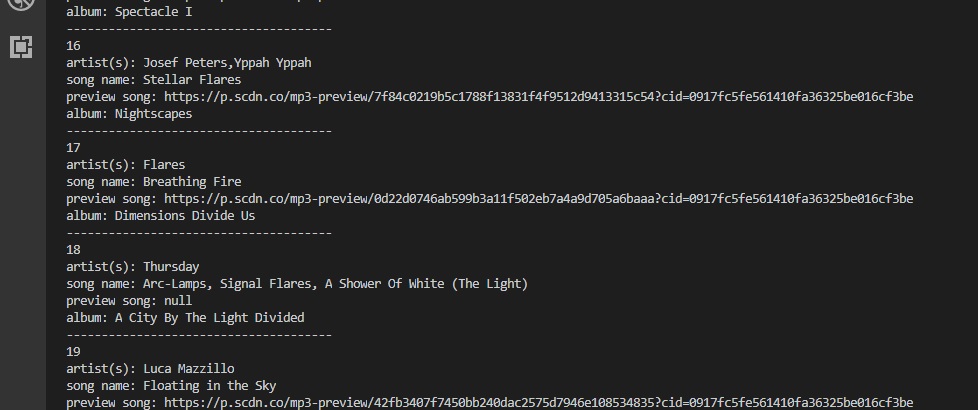 album: Spectacle I
--------------------------------------
16
artist(s): Josef Peters,Yppah Yppah
song name: Stellar Flares
preview song: https://p.scdn.co/mp3-preview/7f84c0219b5c1788f13831f4f9512d9413315c54?cid=0917fc5fe561410fa36325be016cf3be
album: Nightscapes
--------------------------------------
17
artist(s): Flares
song name: Breathing Fire
preview song: https://p.scdn.co/mp3-preview/0d22d0746ab599b3a11f502eb7a4a9d705a6baaa?cid=0917fc5fe561410fa36325be016cf3be
album: Dimensions Divide Us
--------------------------------------
18
artist(s): Thursday
song name: Arc-Lamps, Signal Flares, A Shower Of White (The Light)
preview song: null
album: A City By The Light Divided
--------------------------------------
19
artist(s): Luca Mazzillo
song name: Floating in the Sky
preview song: https://p.scdn.co/mp3-preview/42fb3407f7450bb240dac2575d7946e108534835?cid=0917fc5fe561410fa36325be016cf3be